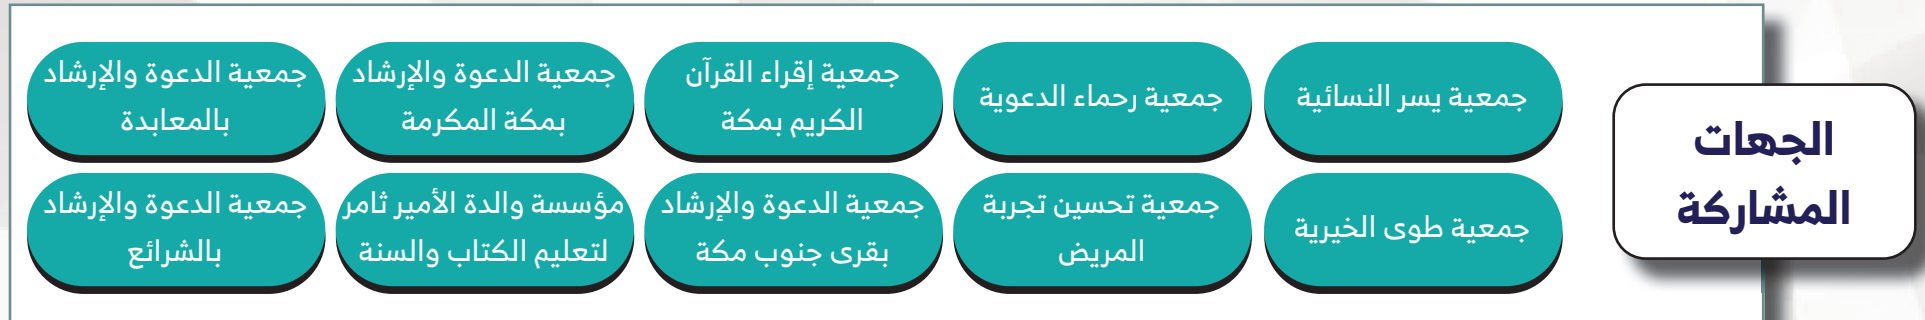 الجهات
المشاركة
جمعية يسر النسائية
جمعية رحماء الدعوية
جمعية إقراء القرآن
الكريم بمكة
جمعية الدعوة والإرشاد
بمكة المكرمة
جمعية الدعوة والإرشاد
بالمعابدة
جمعية طوى الخيرية
جمعية تحسين تجربة
المريض
جمعية الدعوة والإرشاد
بقرى جنوب مكة
مؤسسة والدة الأمير ثامر
لتعليم الكتاب والسنة
جمعية الدعوة والإرشاد
بالشرائع